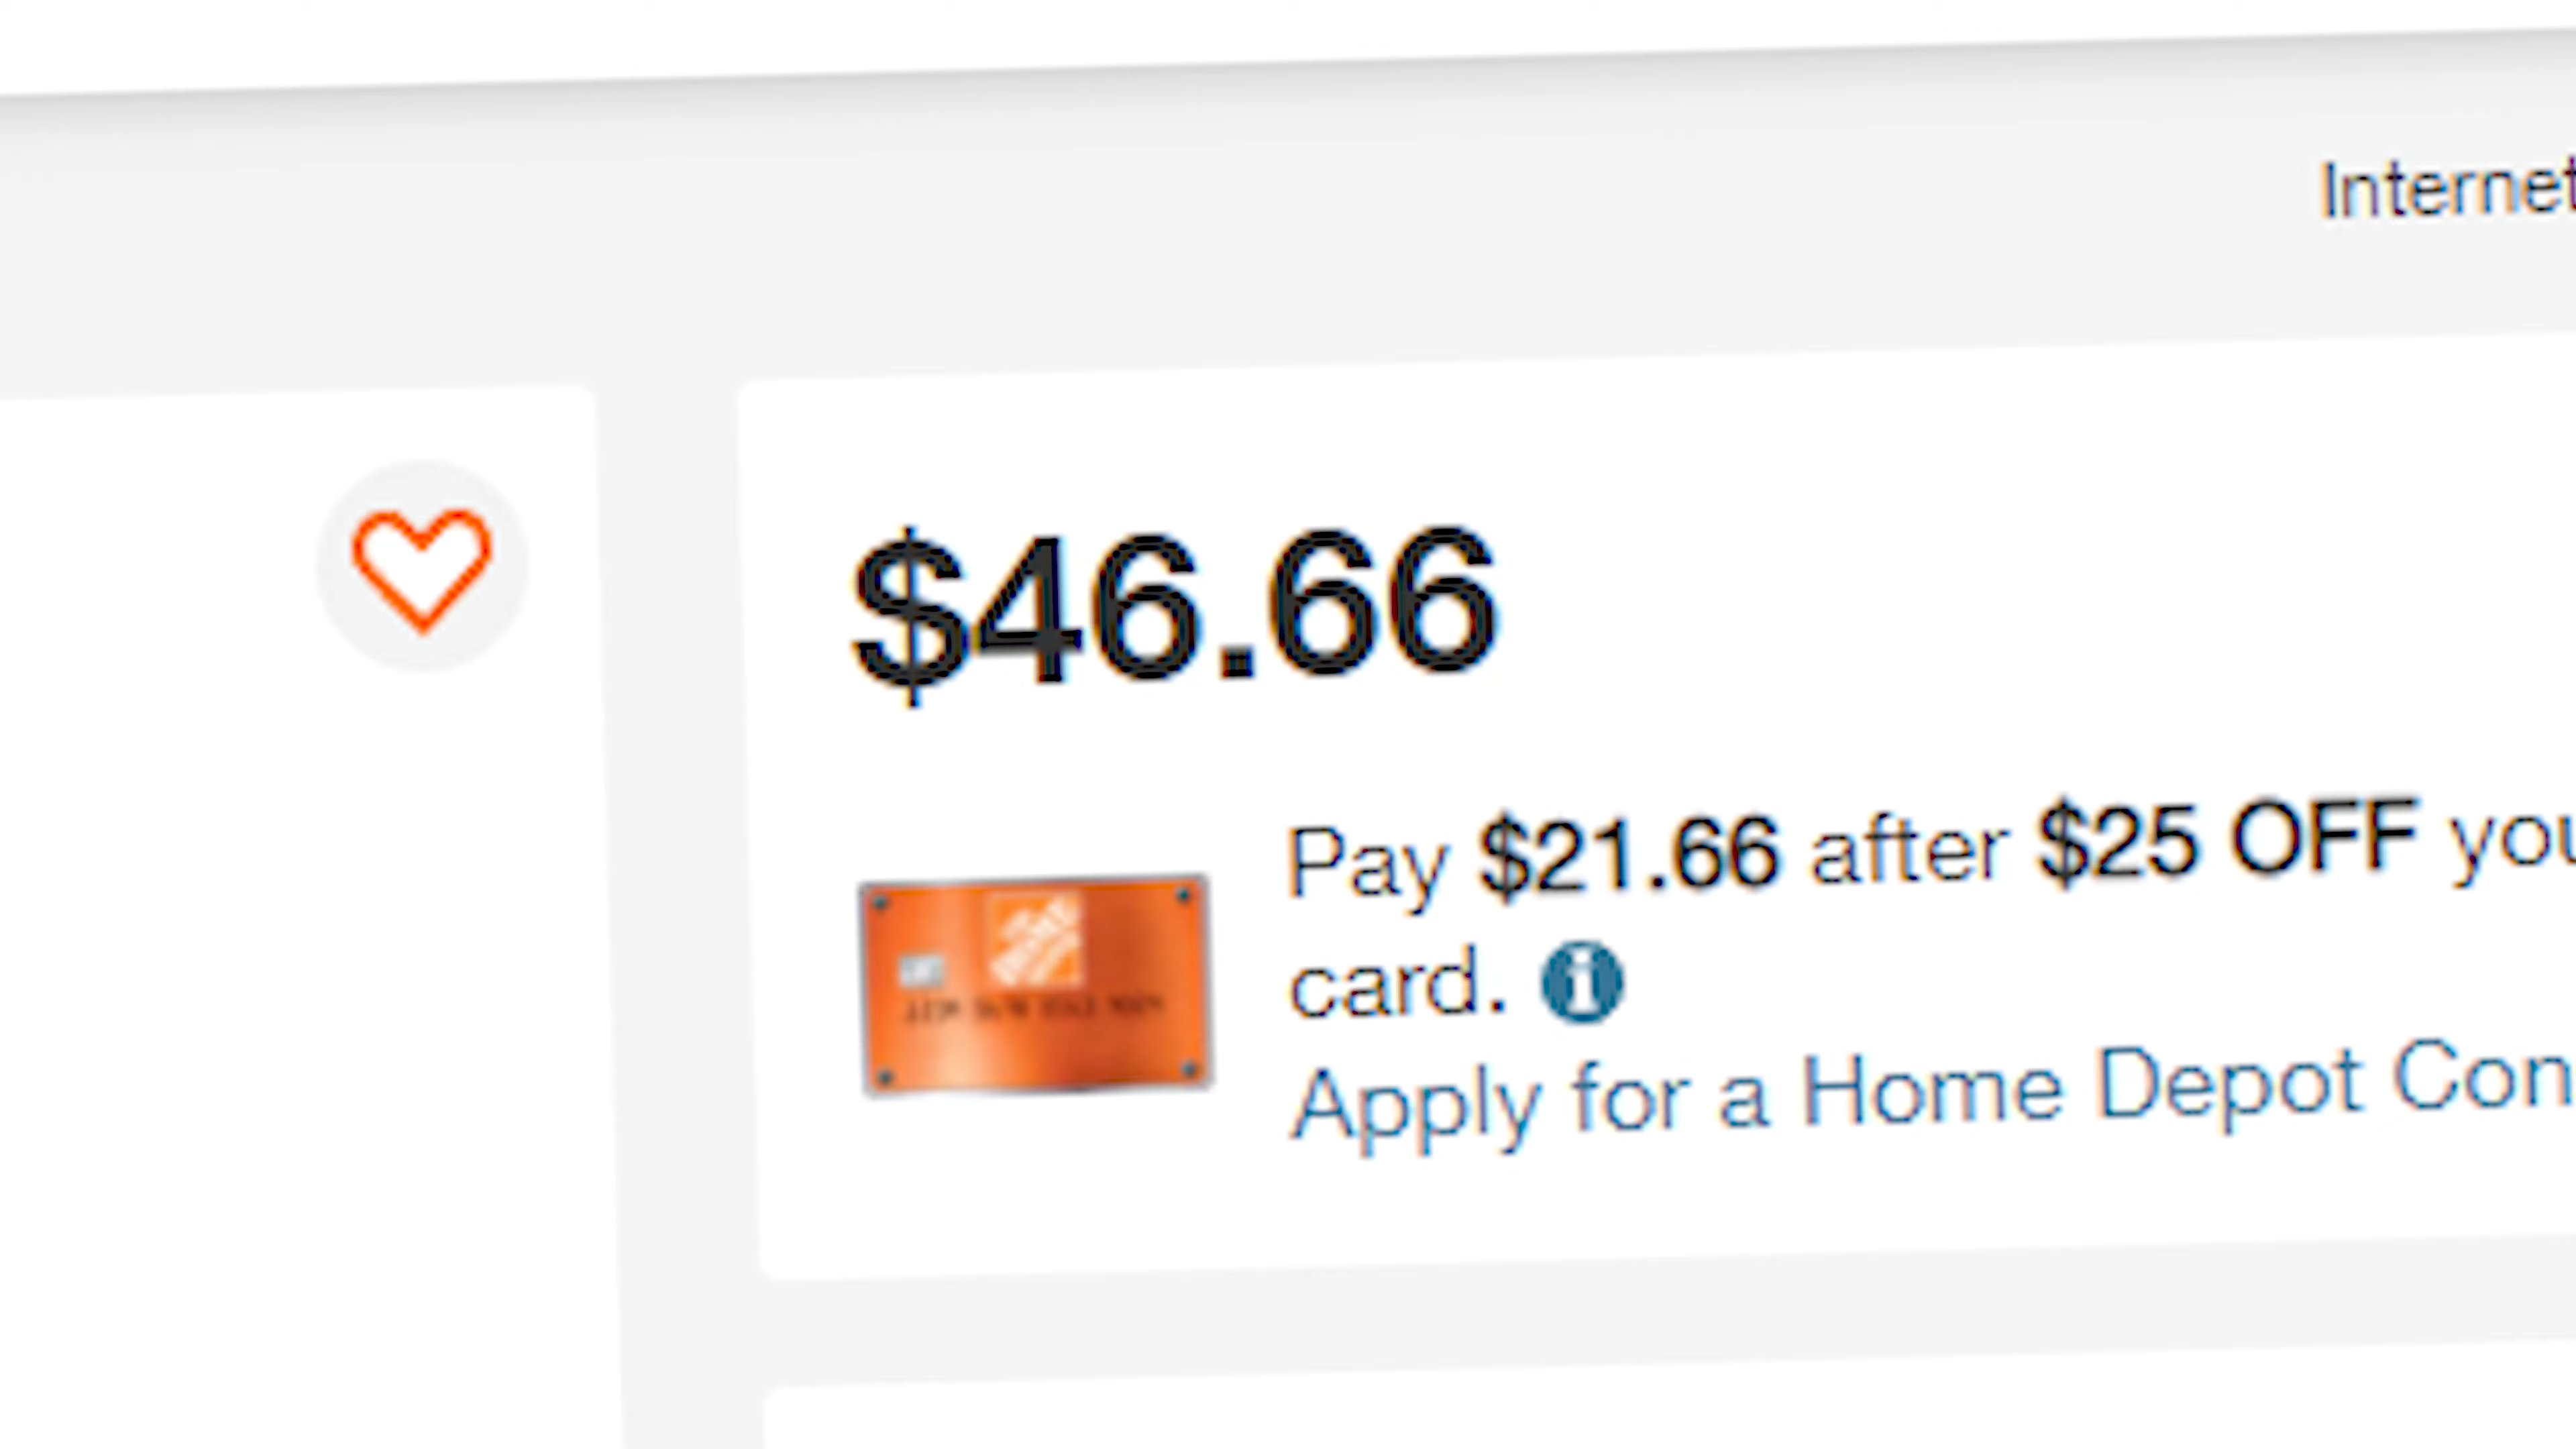 Internet
$46.66
Pay $21.66 after $25 OFF you
card.
Apply for a Home Depot Con